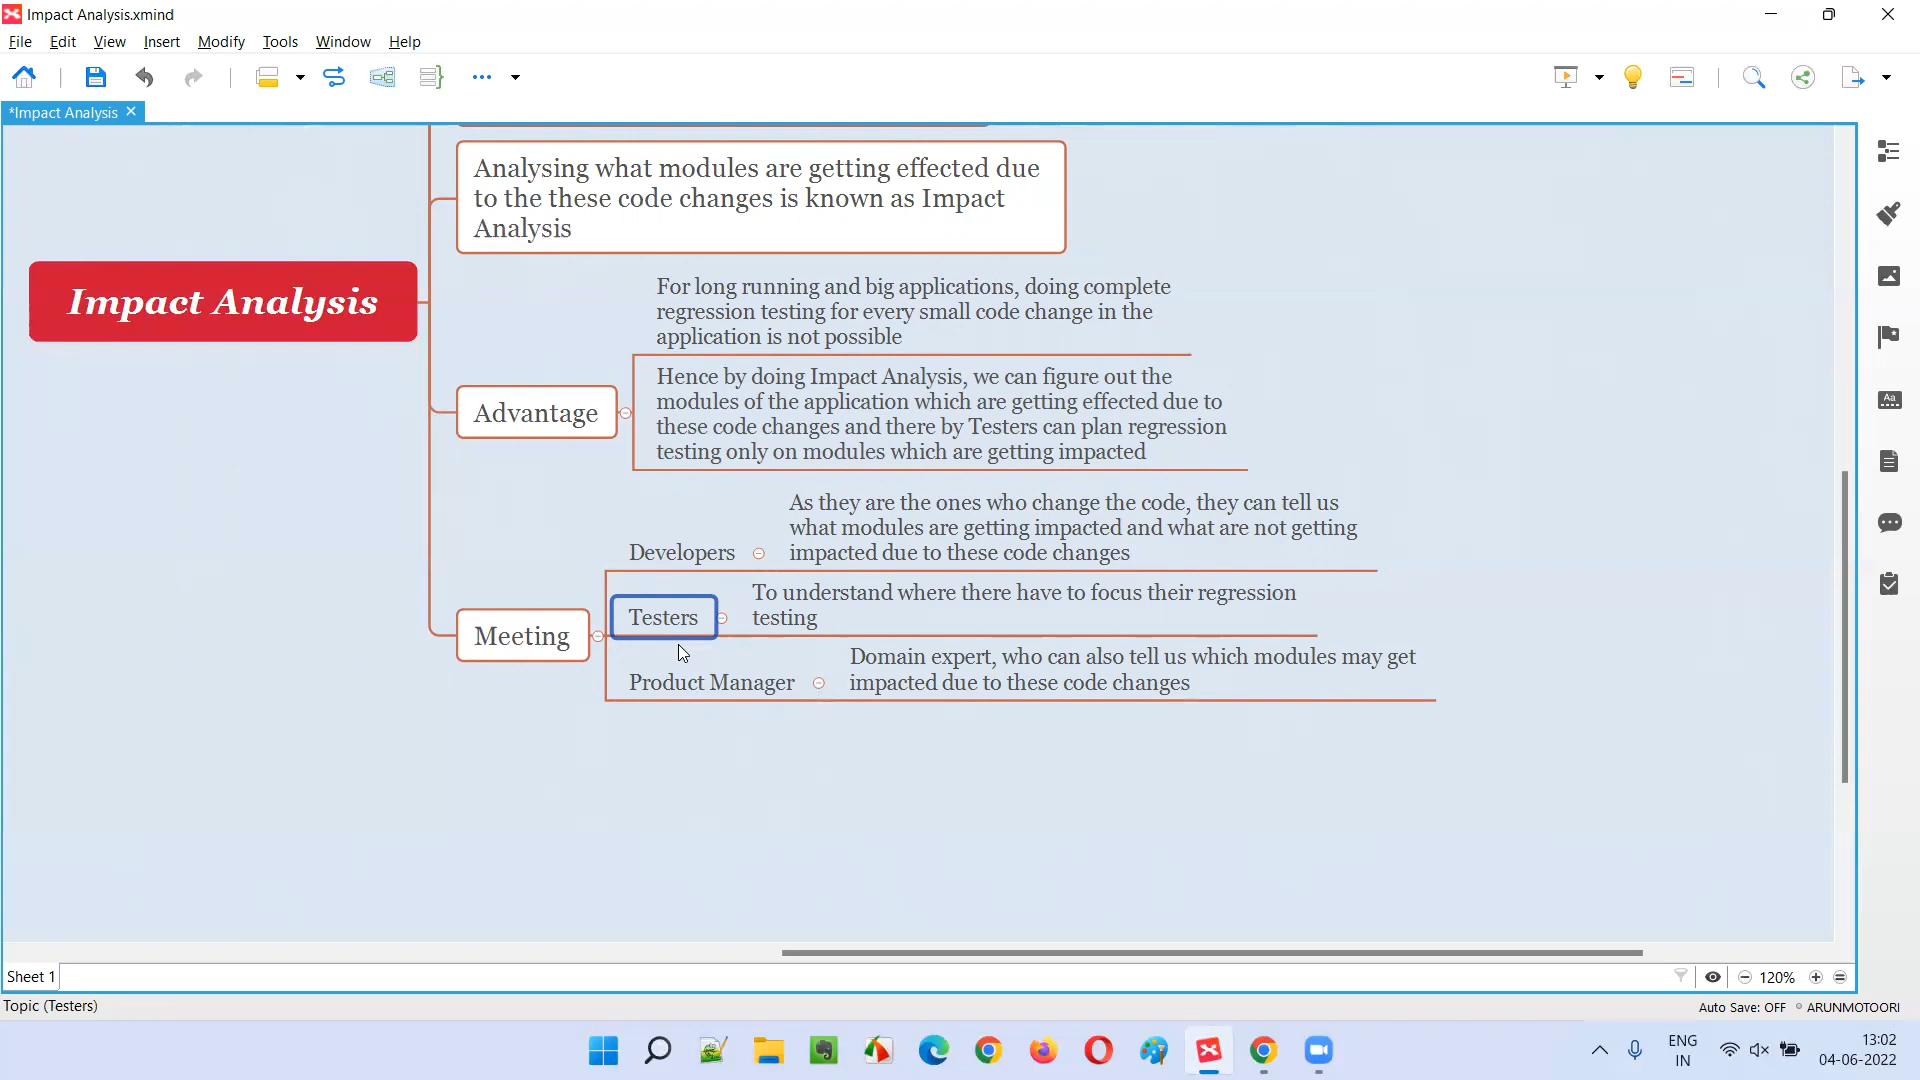 Impact Analysis.xmind
File Edit View Insert Modify Tools Window Help
*Impact Analysis
Analysing what modules are getting effected due
to the these code changes is known as Impact
Analysis
Impact Analysis
For long running and big applications, doing complete
regression testing for every small code change in the
application is not possible
Advantage
Hence by doing Impact Analysis, we can figure out the
modules of the application which are getting effected due to
these code changes and there by Testers can plan regression
testing only on modules which are getting impacted
Developers
As they are the ones who change the code, they can tell us
what modules are getting impacted and what are not getting
impacted due to these code changes
Meeting
Testers
To understand where there have to focus their regression
testing
Product Manager
Domain expert, who can also tell us which modules may get
impacted due to these code changes
Aa
Sheet 1
120%
Topic (Testers)
Auto Save: OFF ARUNMOTOORI
ENG
IN
13:02
04-06-2022